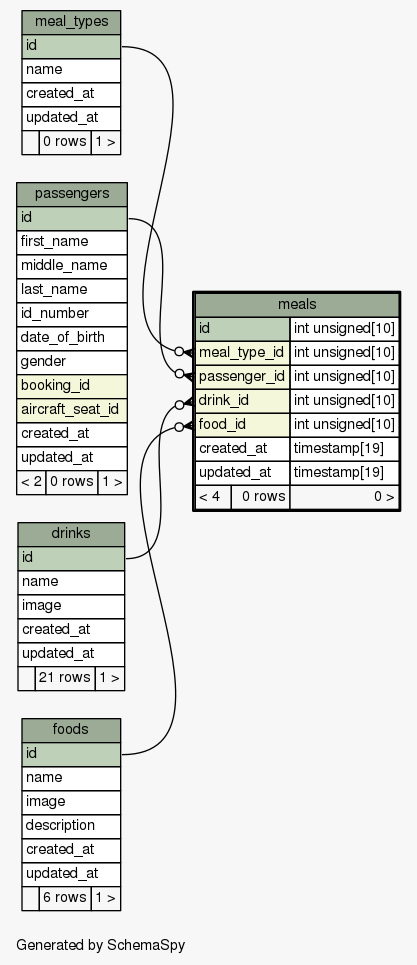 meal_types
id
name
created_at
updated_at
0 rows 1 >
passengers
id
first_name
middle_name
last_name
id_number
date_of_birth
gender
booking_id
aircraft_seat_id
created_at
updated_at
< 2 0 rows 1 >
meals
id int unsigned[10]
meal_type_id int unsigned[10]
passenger_id int unsigned[10]
drink_id int unsigned[10]
food_id int unsigned[10]
created_at timestamp[19]
updated_at timestamp[19]
< 4 0 rows 0 >
drinks
id
name
image
created_at
updated_at
21 rows 1 >
foods
id
name
image
description
created_at
updated_at
6 rows 1 >
Generated by SchemaSpy